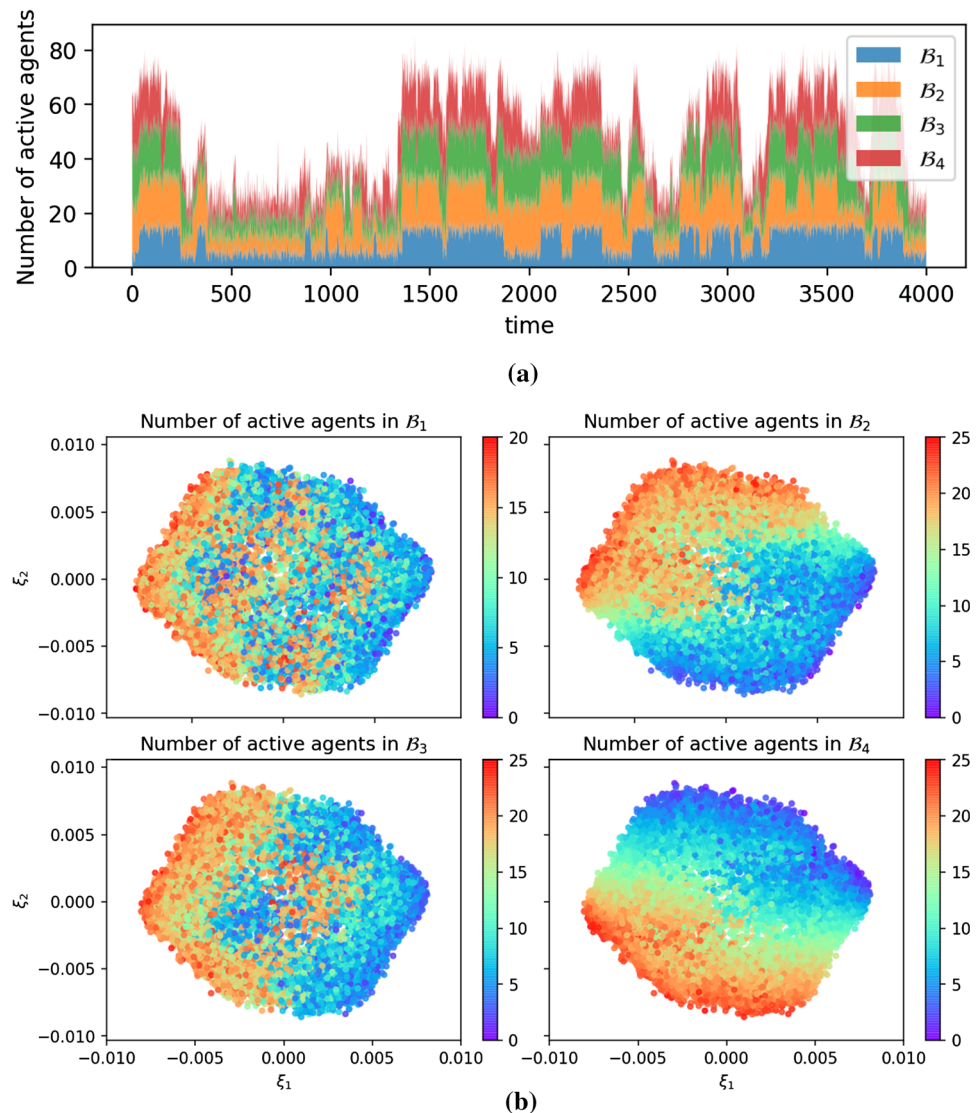 Number of active agents
80
60
40
20
0
ℬ₁
ℬ₂
ℬ₃
ℬ₄
0 500 1000 1500 2000 2500 3000 3500 4000
time
(a)
Number of active agents in ℬ₁
Number of active agents in ℬ₂
ξ₂
0.010
0.005
0.000
−0.005
−0.010
20
15
10
5
0
25
20
15
10
5
0
Number of active agents in ℬ₃
Number of active agents in ℬ₄
ξ₂
0.010
0.005
0.000
−0.005
−0.010
25
20
15
10
5
0
25
20
15
10
5
0
−0.010 −0.005 0.000 0.005 0.010
−0.010 −0.005 0.000 0.005 0.010
ξ₁
ξ₁
(b)